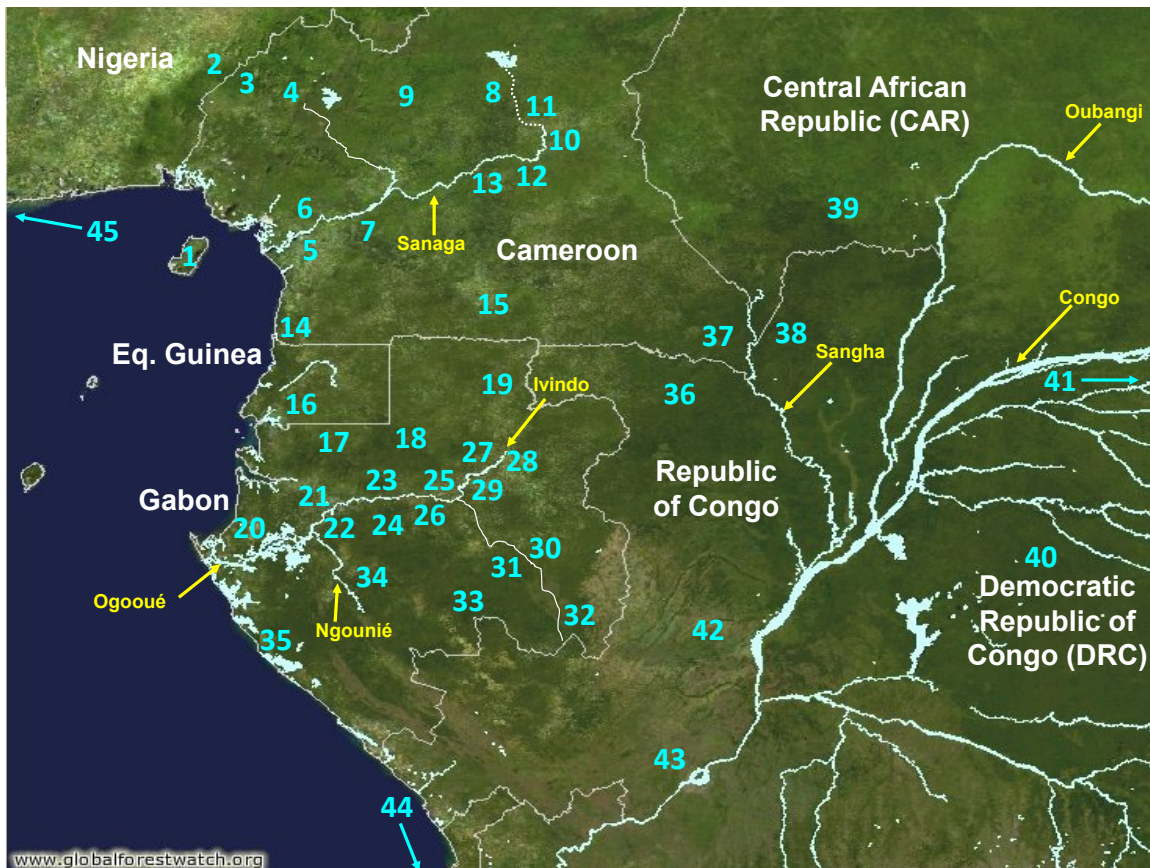 Nigeria
2
3
4
9
8
11
10
Central African
Republic (CAR)
Oubangi
6
7
5
13
12
Sanaga
39
45
1
Cameroon
15
14
Eq. Guinea
37
38
Sangha
Congo
41
16
19
Ivindo
36
17
18
27
28
Republic
of Congo
Gabon
21
23
25
29
20
22
24
26
30
31
40
Democratic
Republic of
Congo (DRC)
Ogooué
34
Ngounié
33
32
42
35
43
44
www.globalforestwatch.org